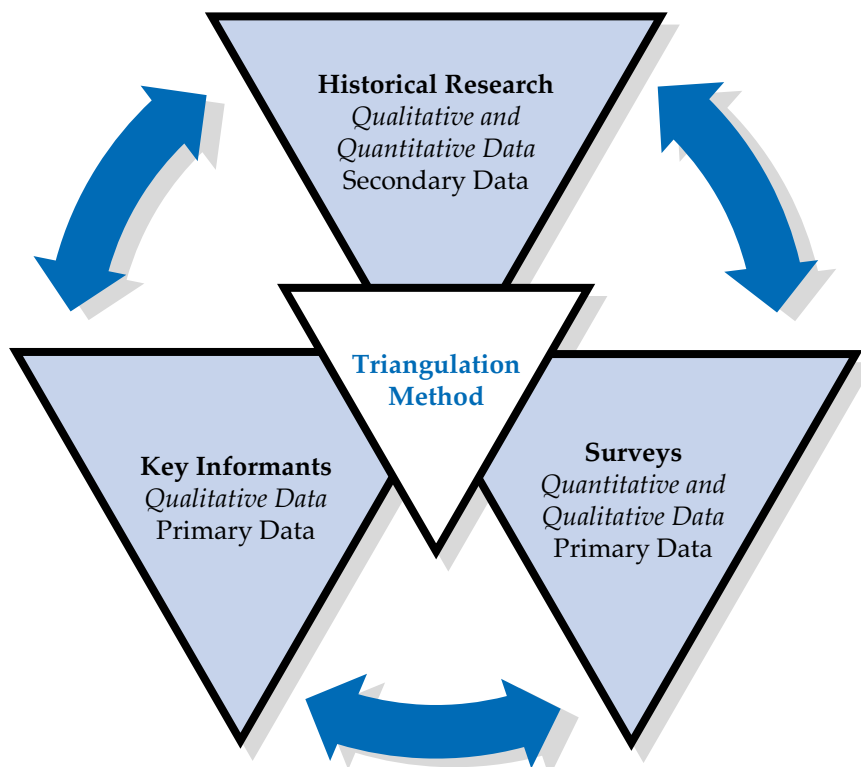 Historical Research
Qualitative and
Quantitative Data
Secondary Data
Triangulation
Method
Key Informants
Qualitative Data
Primary Data
Surveys
Quantitative and
Qualitative Data
Primary Data